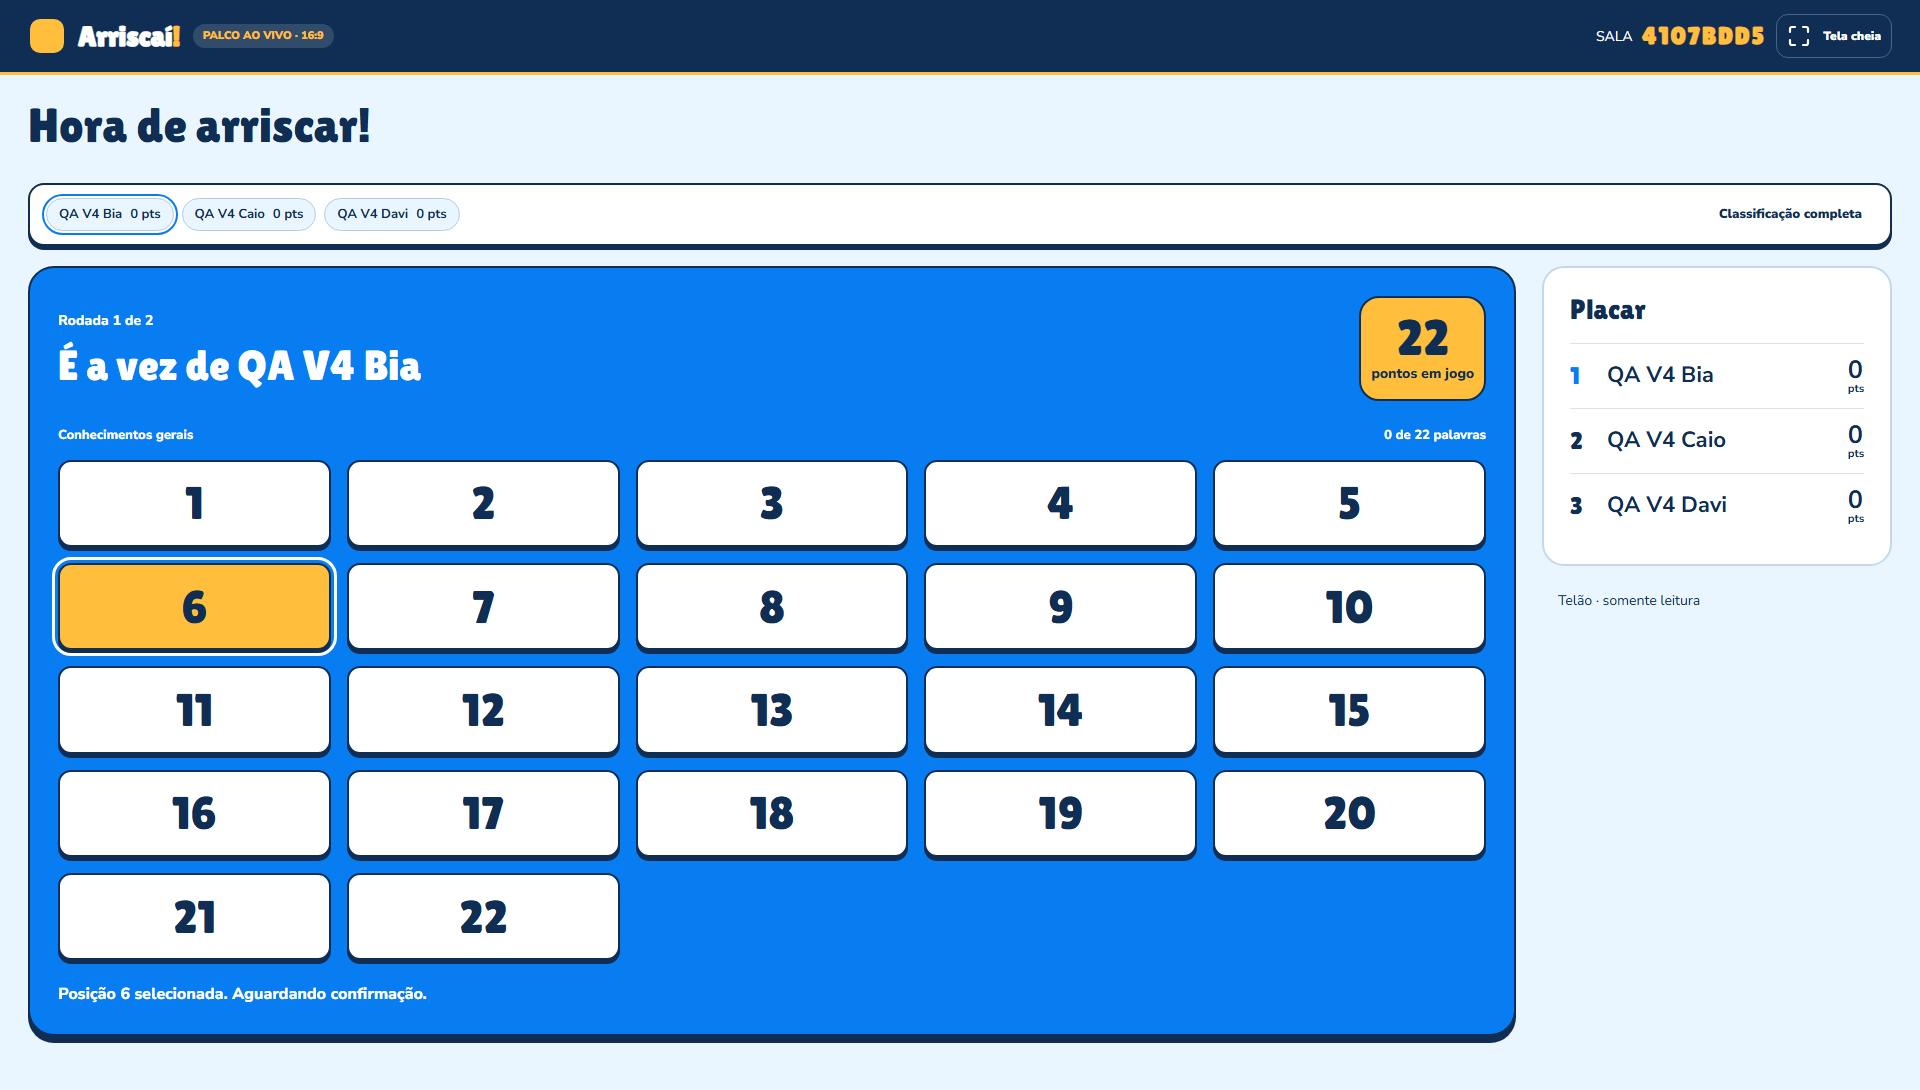 Arriscaí!
PALCO AO VIVO · 16:9
SALA 4107BDD5
Tela cheia
Hora de arriscar!
QA V4 Bia 0 pts
QA V4 Caio 0 pts
QA V4 Davi 0 pts
Classificação completa
Rodada 1 de 2
É a vez de QA V4 Bia
22
pontos em jogo
Conhecimentos gerais
0 de 22 palavras
1 2 3 4 5
6 7 8 9 10
11 12 13 14 15
16 17 18 19 20
21 22
Posição 6 selecionada. Aguardando confirmação.
Placar
1 QA V4 Bia 0 pts
2 QA V4 Caio 0 pts
3 QA V4 Davi 0 pts
Telão · somente leitura